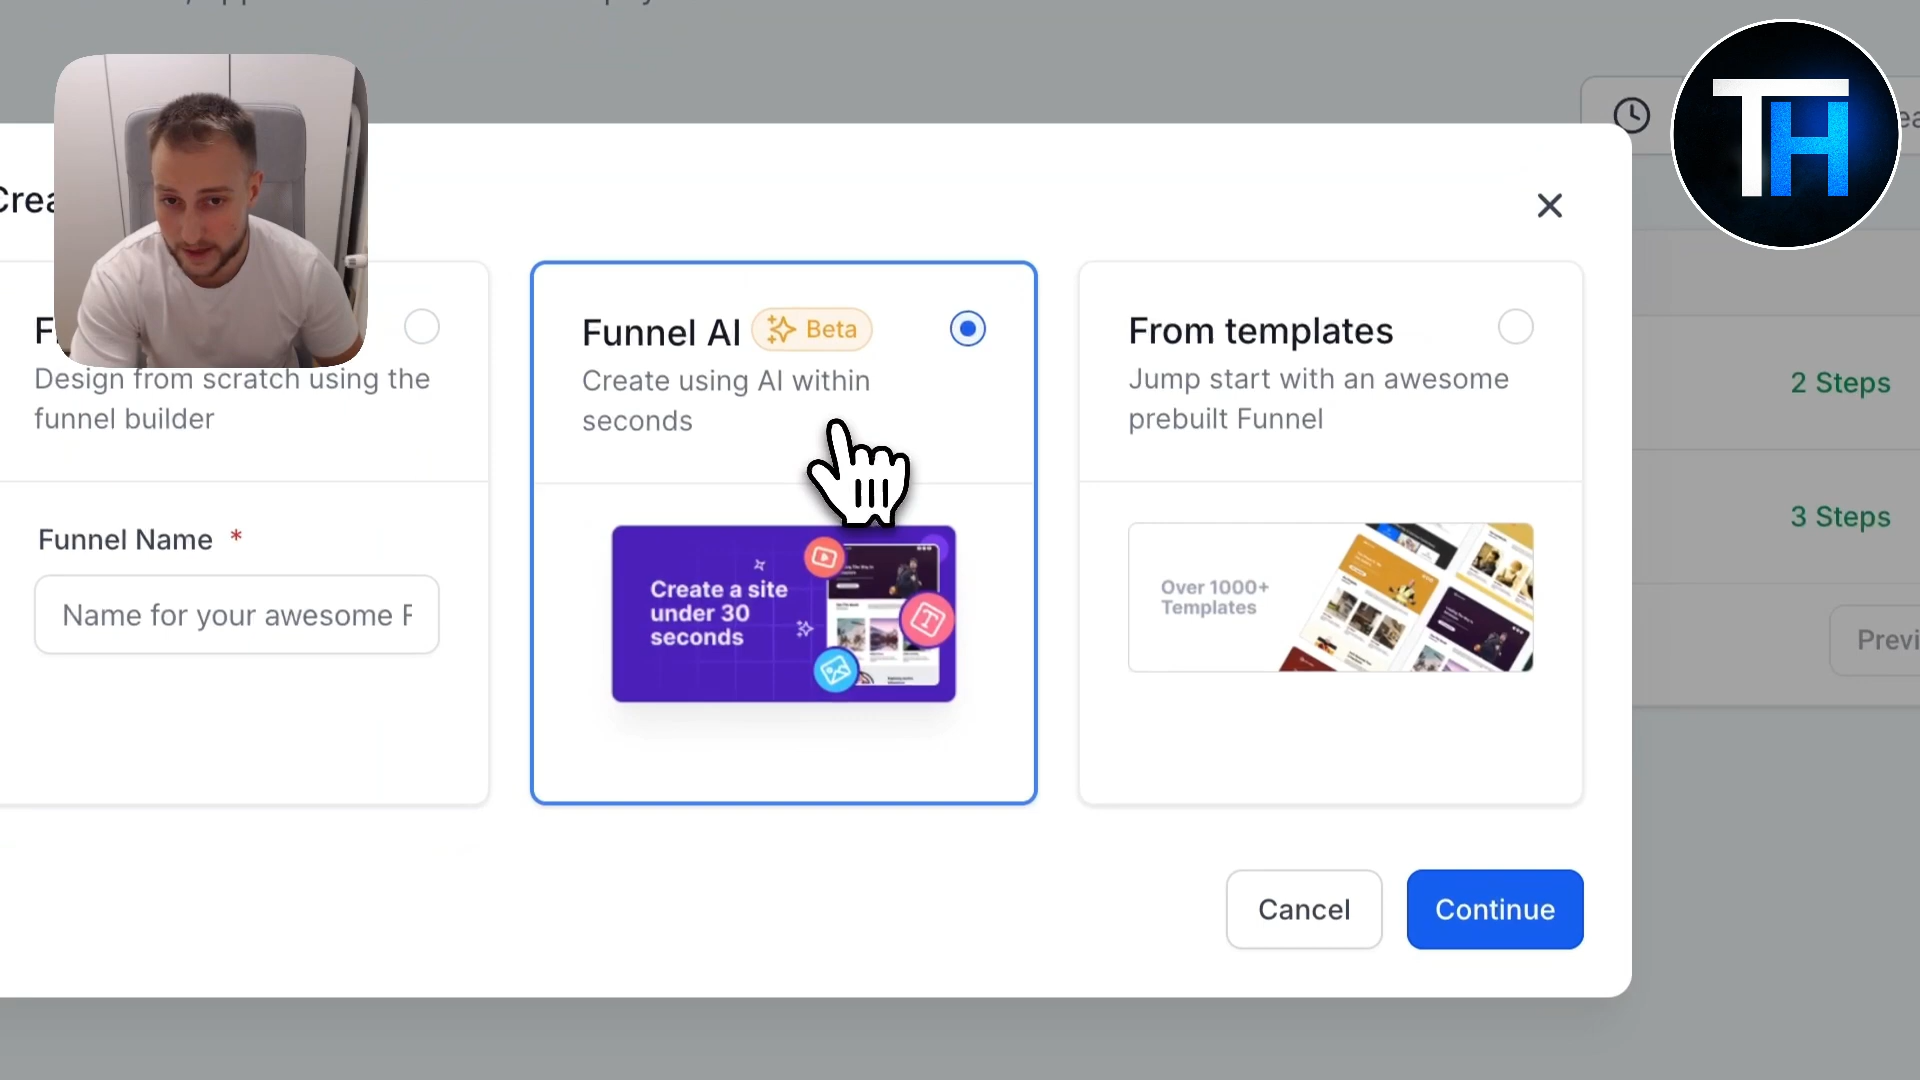 TH
Funnel AI
Beta
Create using AI within
seconds
Design from scratch using the
funnel builder
Funnel Name *
Name for your awesome F
Create a site
under 30
seconds
From templates
Jump start with an awesome
prebuilt Funnel
Over 1000+
Templates
2 Steps
3 Steps
Previ
Cancel
Continue